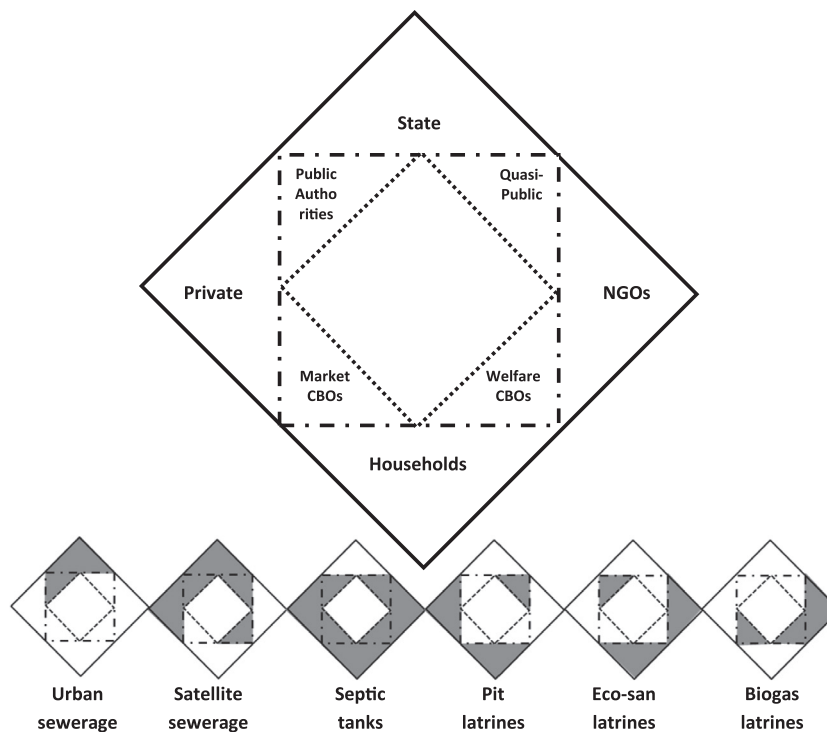 State
Public
Autho
rities
Quasi-
Public
Private
NGOs
Market
CBOs
Welfare
CBOs
Households
Urban
sewerage
Satellite
sewerage
Septic
tanks
Pit
latrines
Eco-san
latrines
Biogas
latrines